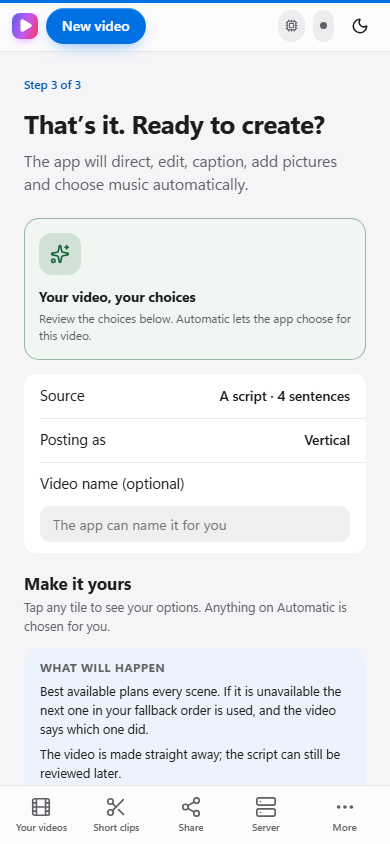 New video
Step 3 of 3
That's it. Ready to create?
The app will direct, edit, caption, add pictures
and choose music automatically.
Your video, your choices
Review the choices below. Automatic lets the app choose for
this video.
Source
A script · 4 sentences
Posting as
Vertical
Video name (optional)
The app can name it for you
Make it yours
Tap any tile to see your options. Anything on Automatic is
chosen for you.
WHAT WILL HAPPEN
Best available plans every scene. If it is unavailable the
next one in your fallback order is used, and the video
says which one did.
The video is made straight away; the script can still be
reviewed later.
Your videos
Short clips
Share
Server
More